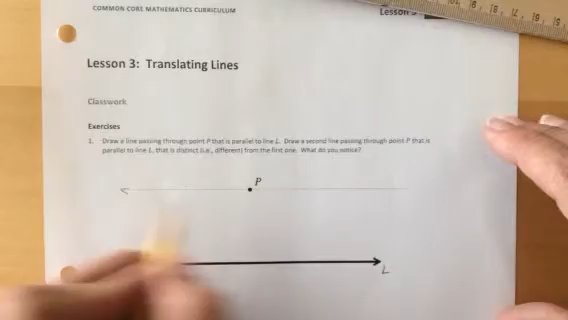 COMMON CORE MATHEMATICS CURRICULUM
Lesson 3
Lesson 3: Translating Lines
Classwork
Exercises
1. Draw a line passing through point P that is parallel to line L. Draw a second line passing through point P that is
parallel to line L, that is distinct (i.e., different) from the first one. What do you notice?
P
L